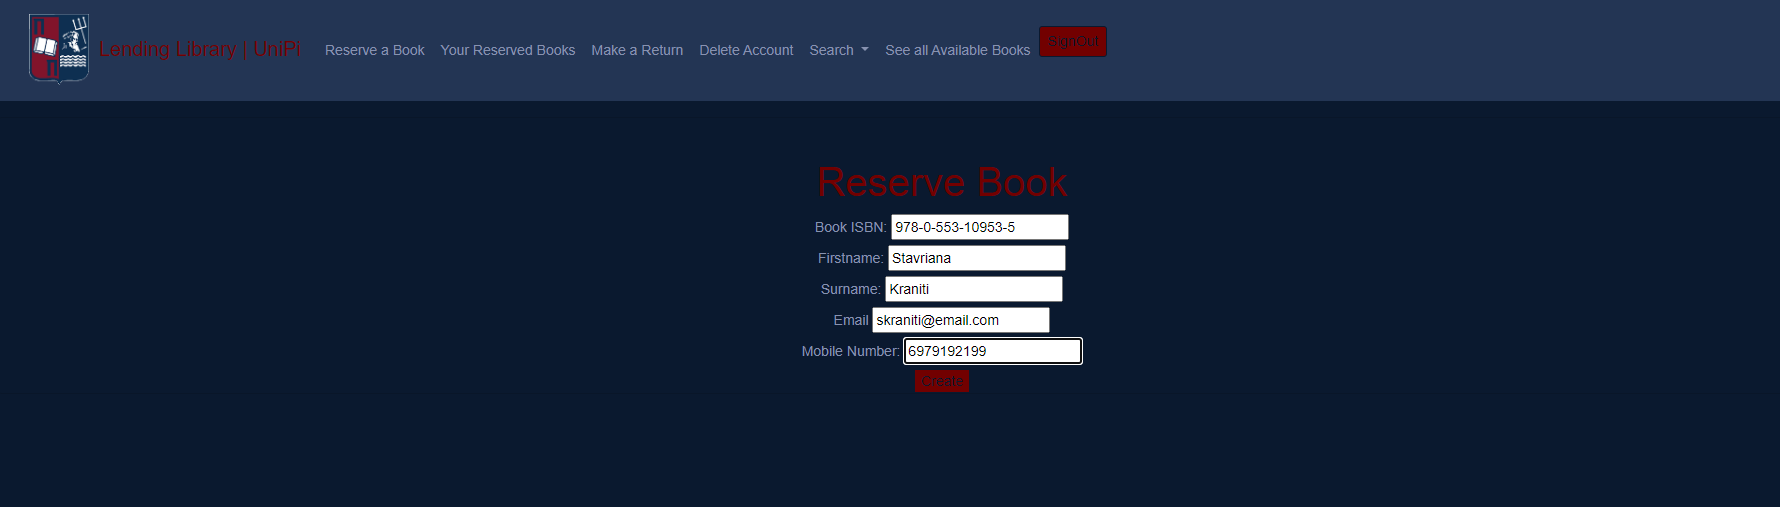 Lending Library | UniPi Reserve a Book Your Reserved Books Make a Return Delete Account Search See all Available Books SignOut
Reserve Book
Book ISBN: 978-0-553-10953-5
Firstname: Stavriana
Surname: Kraniti
Email skraniti@email.com
Mobile Number: 6979192199
Create